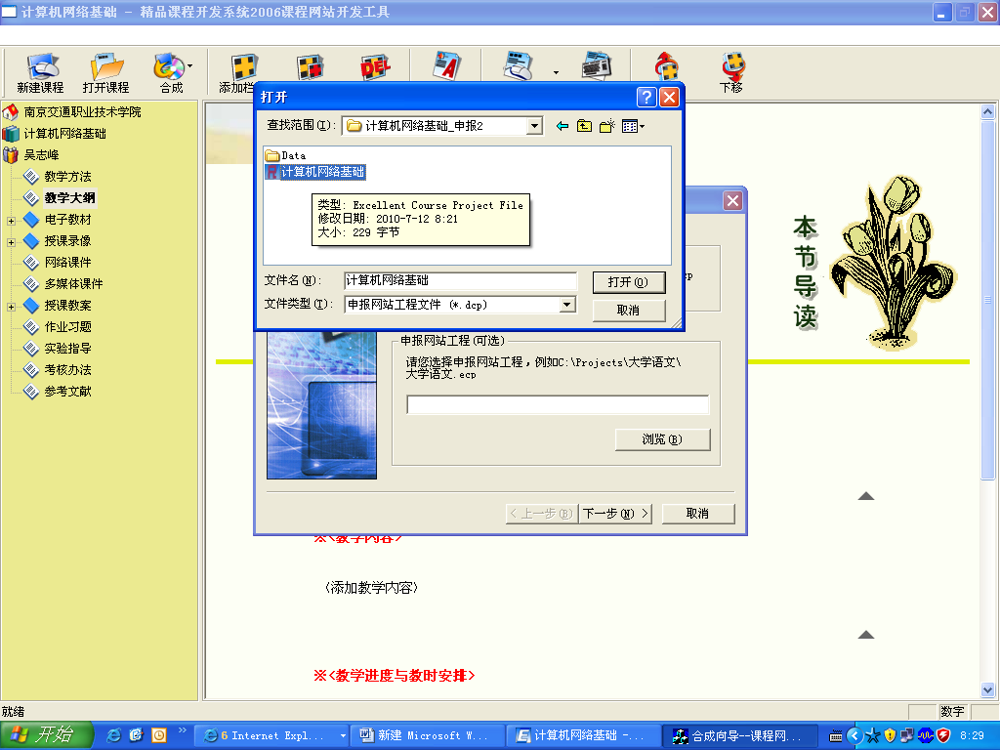 计算机网络基础 － 精品课程开发系统2006课程网站开发工具
新建课程
打开课程
合成
添加栏
下移
南京交通职业技术学院
计算机网络基础
吴志峰
教学方法
教学大纲
电子教材
授课录像
网络课件
多媒体课件
授课教案
作业习题
实验指导
考核办法
参考文献
打开
查找范围(I): 计算机网络基础_申报2
Data
计算机网络基础
类型: Excellent Course Project File
修改日期: 2010-7-12 8:21
大小: 229 字节
文件名(N): 计算机网络基础
打开(O)
文件类型(T): 申报网站工程文件 (*.dcp)
取消
cp
申报网站工程(可选)
请您选择申报网站工程，例如C:\Projects\大学语文\
大学语文.ecp
浏览(B)
< 上一步(B)
下一步(N) >
取消
本节导读
※<教学内容>
〈添加教学内容〉
※<教学进度与教时安排>
就绪
数字
开始
6 Internet Expl...
新建 Microsoft W...
计算机网络基础 -...
合成向导--课程网...
8:29